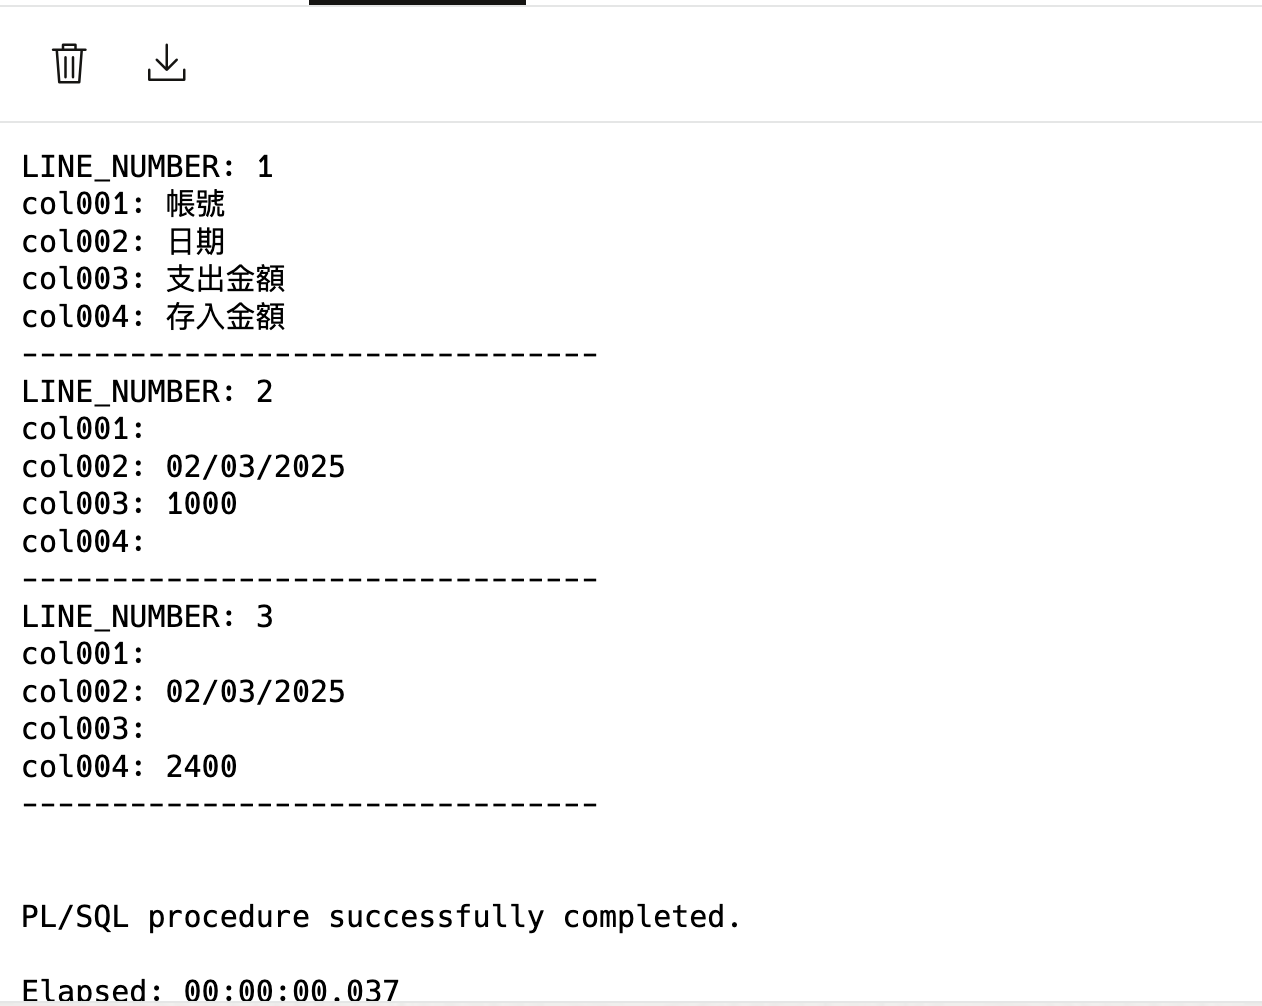 LINE_NUMBER: 1
col001: 帳號
col002: 日期
col003: 支出金額
col004: 存入金額
--------------------------------
LINE_NUMBER: 2
col001:
col002: 02/03/2025
col003: 1000
col004:
--------------------------------
LINE_NUMBER: 3
col001:
col002: 02/03/2025
col003:
col004: 2400
--------------------------------
PL/SQL procedure successfully completed.
Elapsed: 00:00:00.037